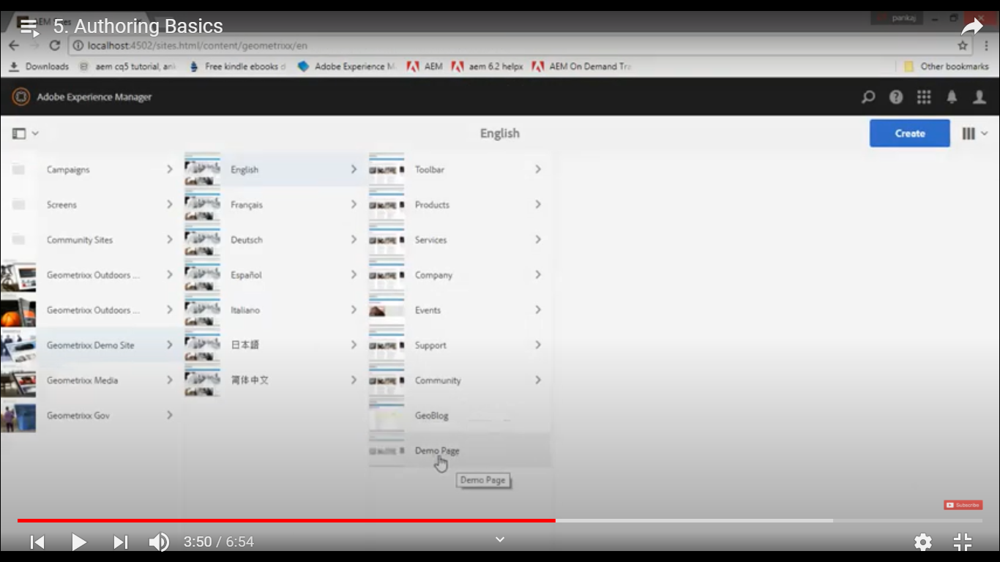 5. Authoring Basics
pankaj
localhost:4502/sites.html/content/geometrixx/en
Downloads aem cq5 tutorial, an Free kindle ebooks Adobe Experience M AEM aem 6.2 helpx AEM On Demand Tra Other bookmarks
Adobe Experience Manager
English Create
Campaigns English Toolbar
Screens Français Products
Community Sites Deutsch Services
Geometrixx Outdoors ... Español Company
Geometrixx Outdoors ... Italiano Events
Geometrixx Demo Site 日本語 Support
Geometrixx Media 简体中文 Community
Geometrixx Gov GeoBlog
Demo Page
Demo Page
Subscribe
3:50 / 6:54